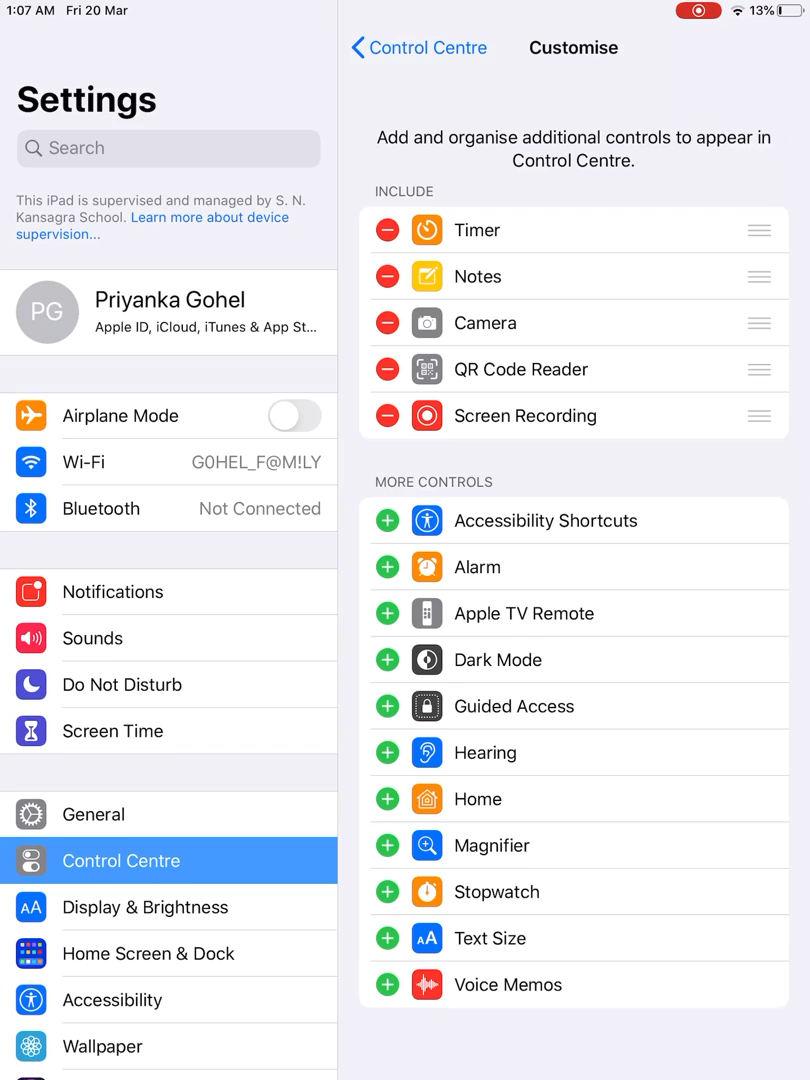 1:07 AM Fri 20 Mar
13%
Settings
Search
This iPad is supervised and managed by S. N.
Kansagra School. Learn more about device
supervision...
PG
Priyanka Gohel
Apple ID, iCloud, iTunes & App St...
Airplane Mode
Wi-Fi G0HEL_F@M!LY
Bluetooth Not Connected
Notifications
Sounds
Do Not Disturb
Screen Time
General
Control Centre
AA Display & Brightness
Home Screen & Dock
Accessibility
Wallpaper
Control Centre Customise
Add and organise additional controls to appear in
Control Centre.
INCLUDE
Timer
Notes
Camera
QR Code Reader
Screen Recording
MORE CONTROLS
Accessibility Shortcuts
Alarm
Apple TV Remote
Dark Mode
Guided Access
Hearing
Home
Magnifier
Stopwatch
AA Text Size
Voice Memos